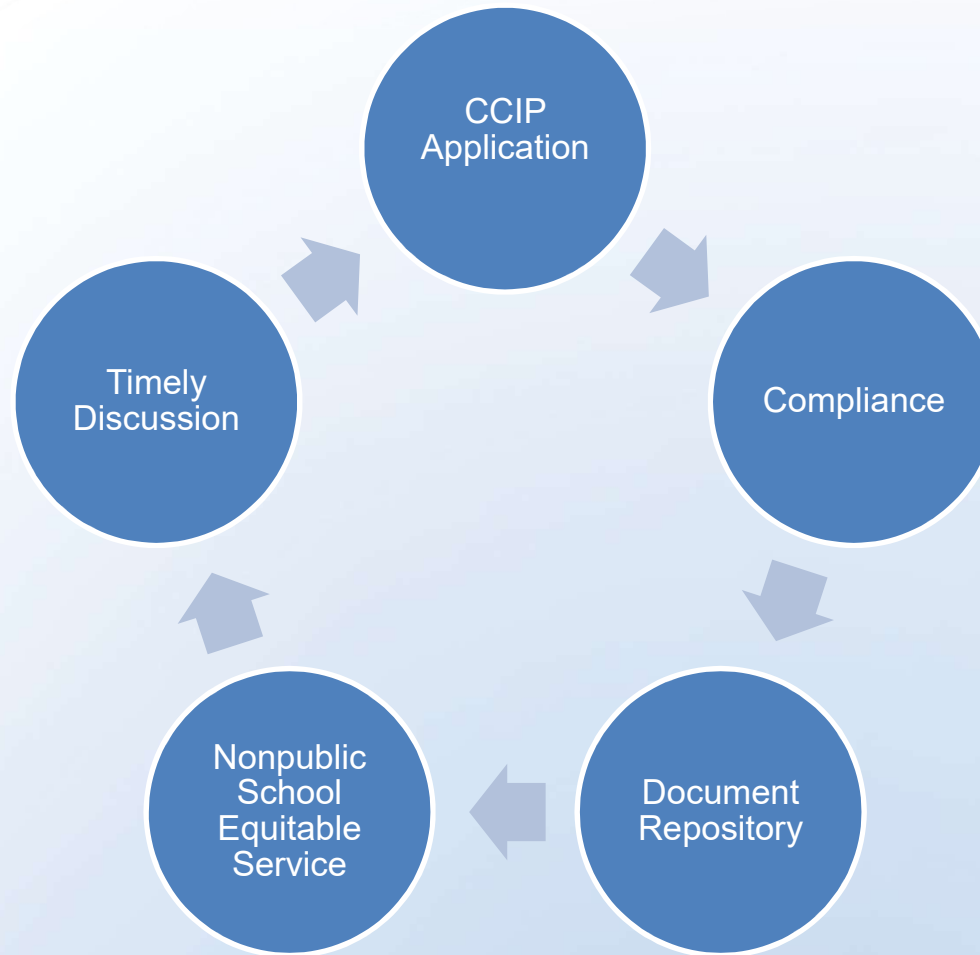 CCIP
Application
Compliance
Document
Repository
Nonpublic
School
Equitable
Service
Timely
Discussion